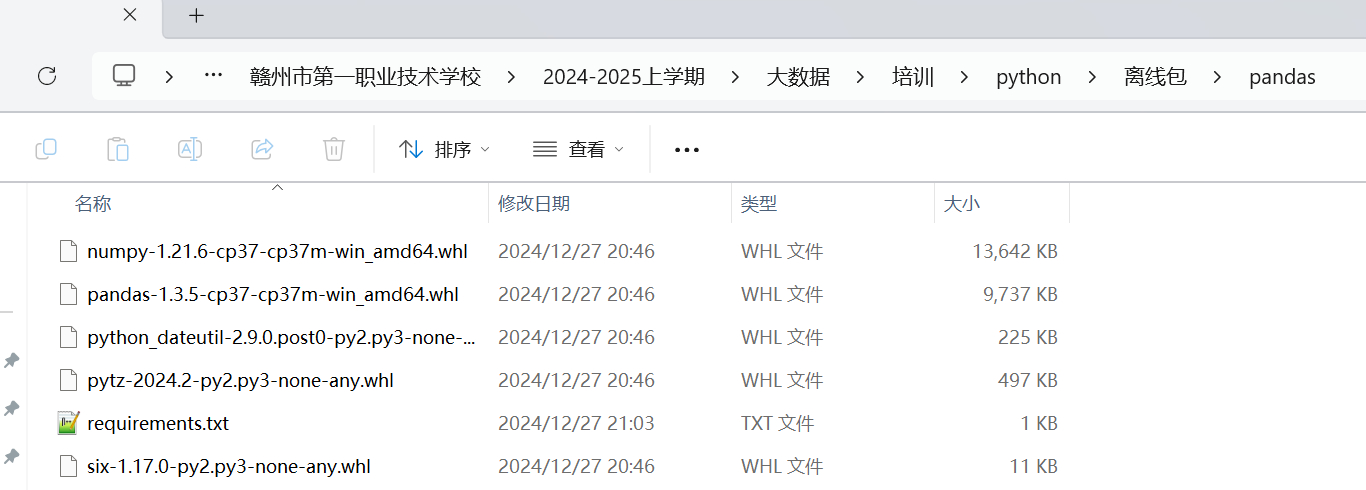 … 赣州市第一职业技术学校 > 2024-2025上学期 > 大数据 > 培训 > python > 离线包 > pandas
排序 查看 •••
名称 修改日期 类型 大小
numpy-1.21.6-cp37-cp37m-win_amd64.whl 2024/12/27 20:46 WHL 文件 13,642 KB
pandas-1.3.5-cp37-cp37m-win_amd64.whl 2024/12/27 20:46 WHL 文件 9,737 KB
python_dateutil-2.9.0.post0-py2.py3-none-... 2024/12/27 20:46 WHL 文件 225 KB
pytz-2024.2-py2.py3-none-any.whl 2024/12/27 20:46 WHL 文件 497 KB
requirements.txt 2024/12/27 21:03 TXT 文件 1 KB
six-1.17.0-py2.py3-none-any.whl 2024/12/27 20:46 WHL 文件 11 KB